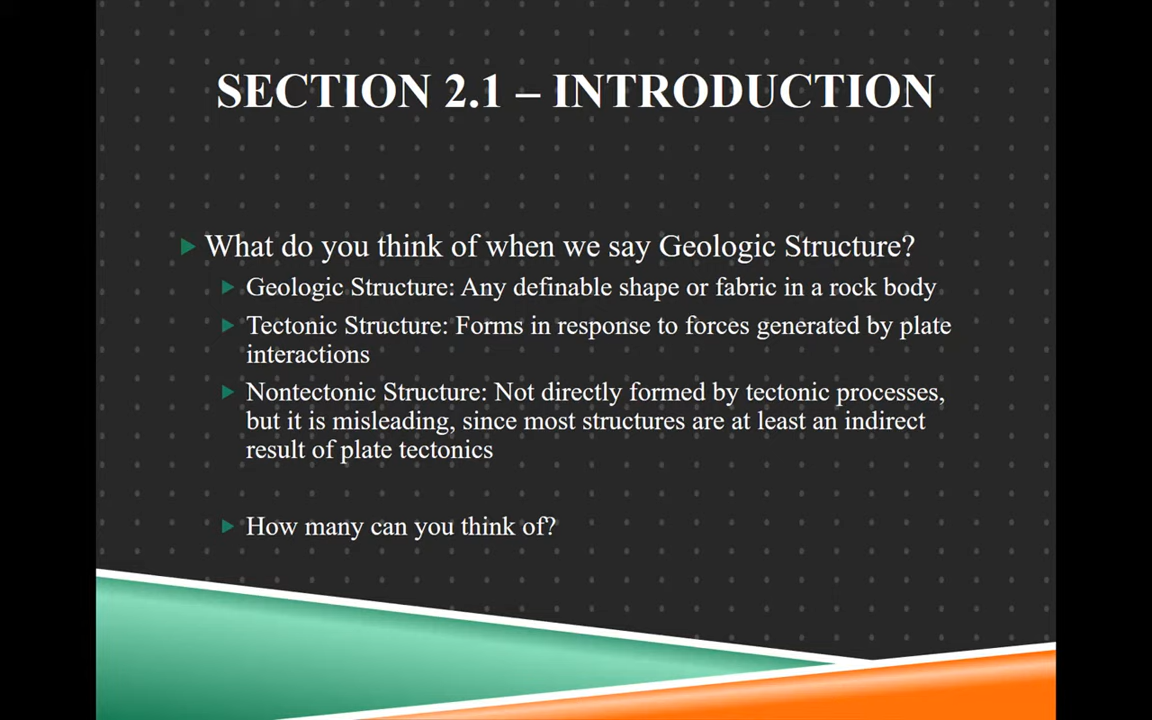 SECTION 2.1 – INTRODUCTION
What do you think of when we say Geologic Structure?
Geologic Structure: Any definable shape or fabric in a rock body
Tectonic Structure: Forms in response to forces generated by plate
interactions
Nontectonic Structure: Not directly formed by tectonic processes,
but it is misleading, since most structures are at least an indirect
result of plate tectonics
How many can you think of?